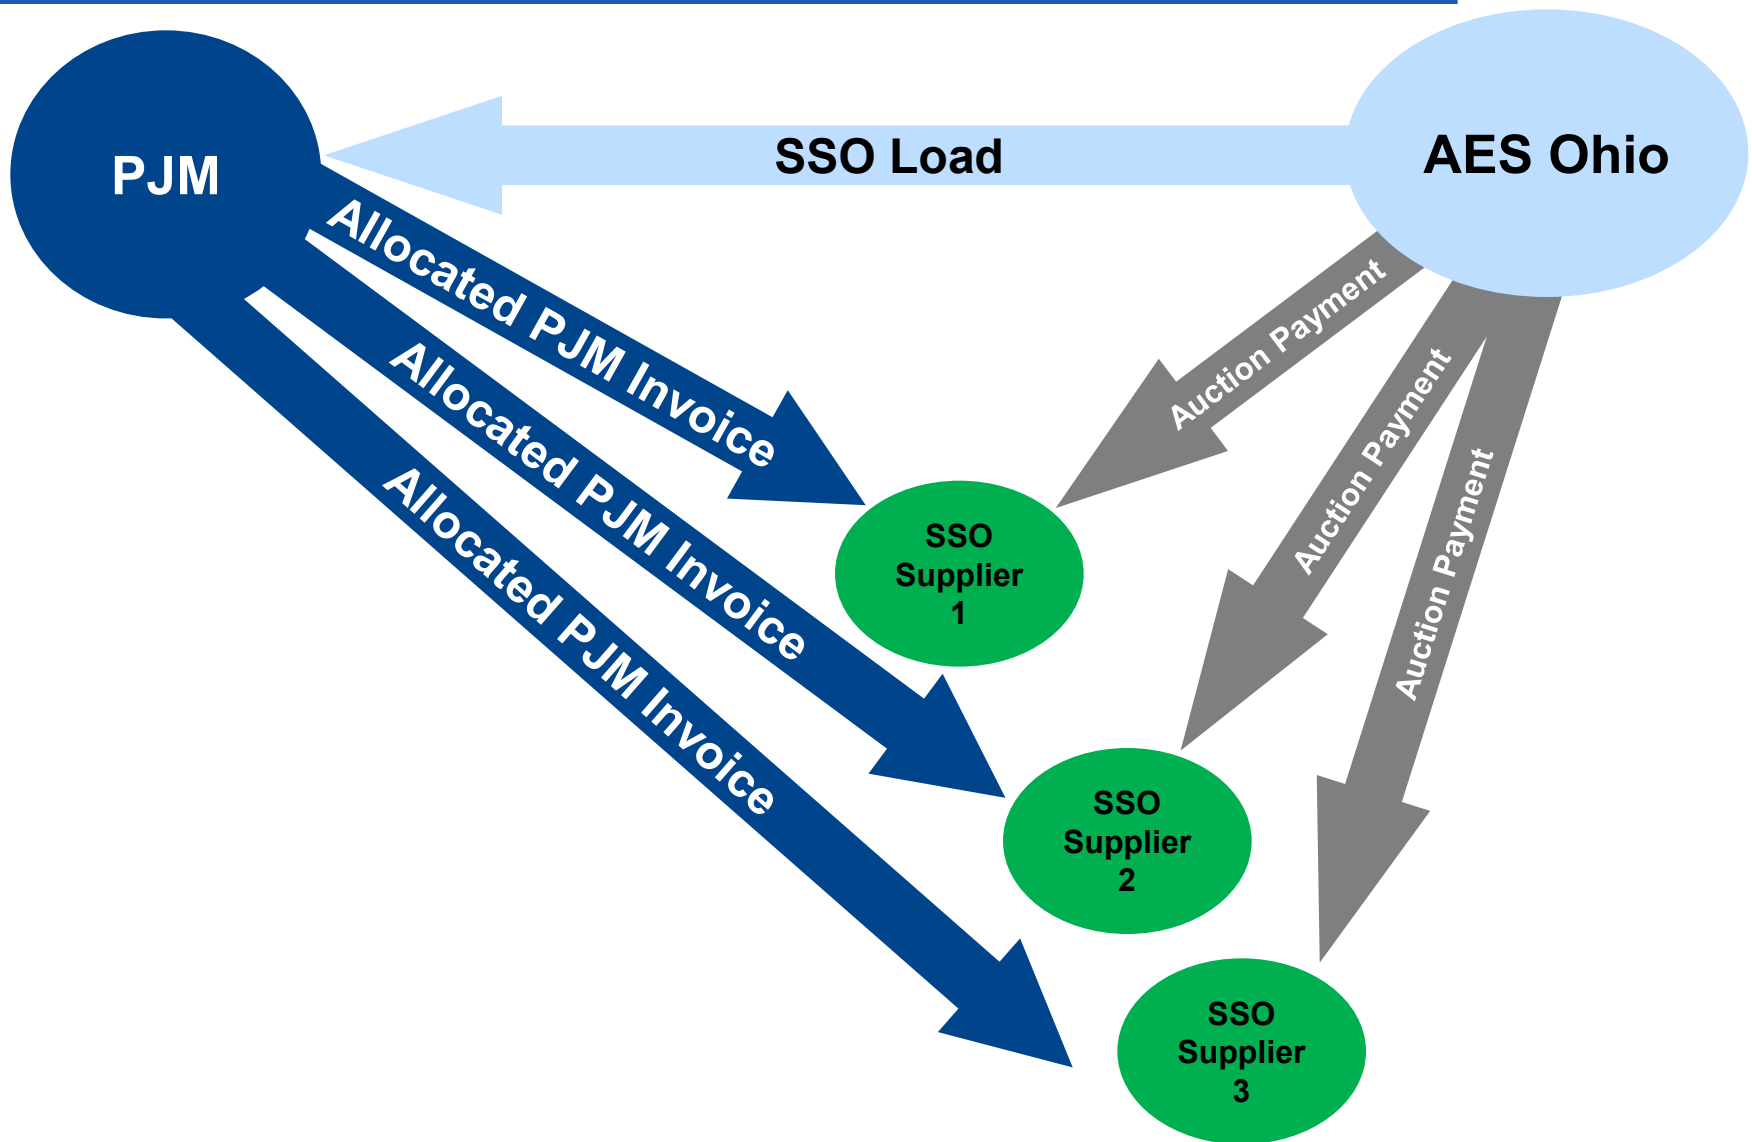 PJM
SSO Load
AES Ohio
Allocated PJM Invoice
Allocated PJM Invoice
Allocated PJM Invoice
Auction Payment
Auction Payment
Auction Payment
SSO
Supplier
1
SSO
Supplier
2
SSO
Supplier
3